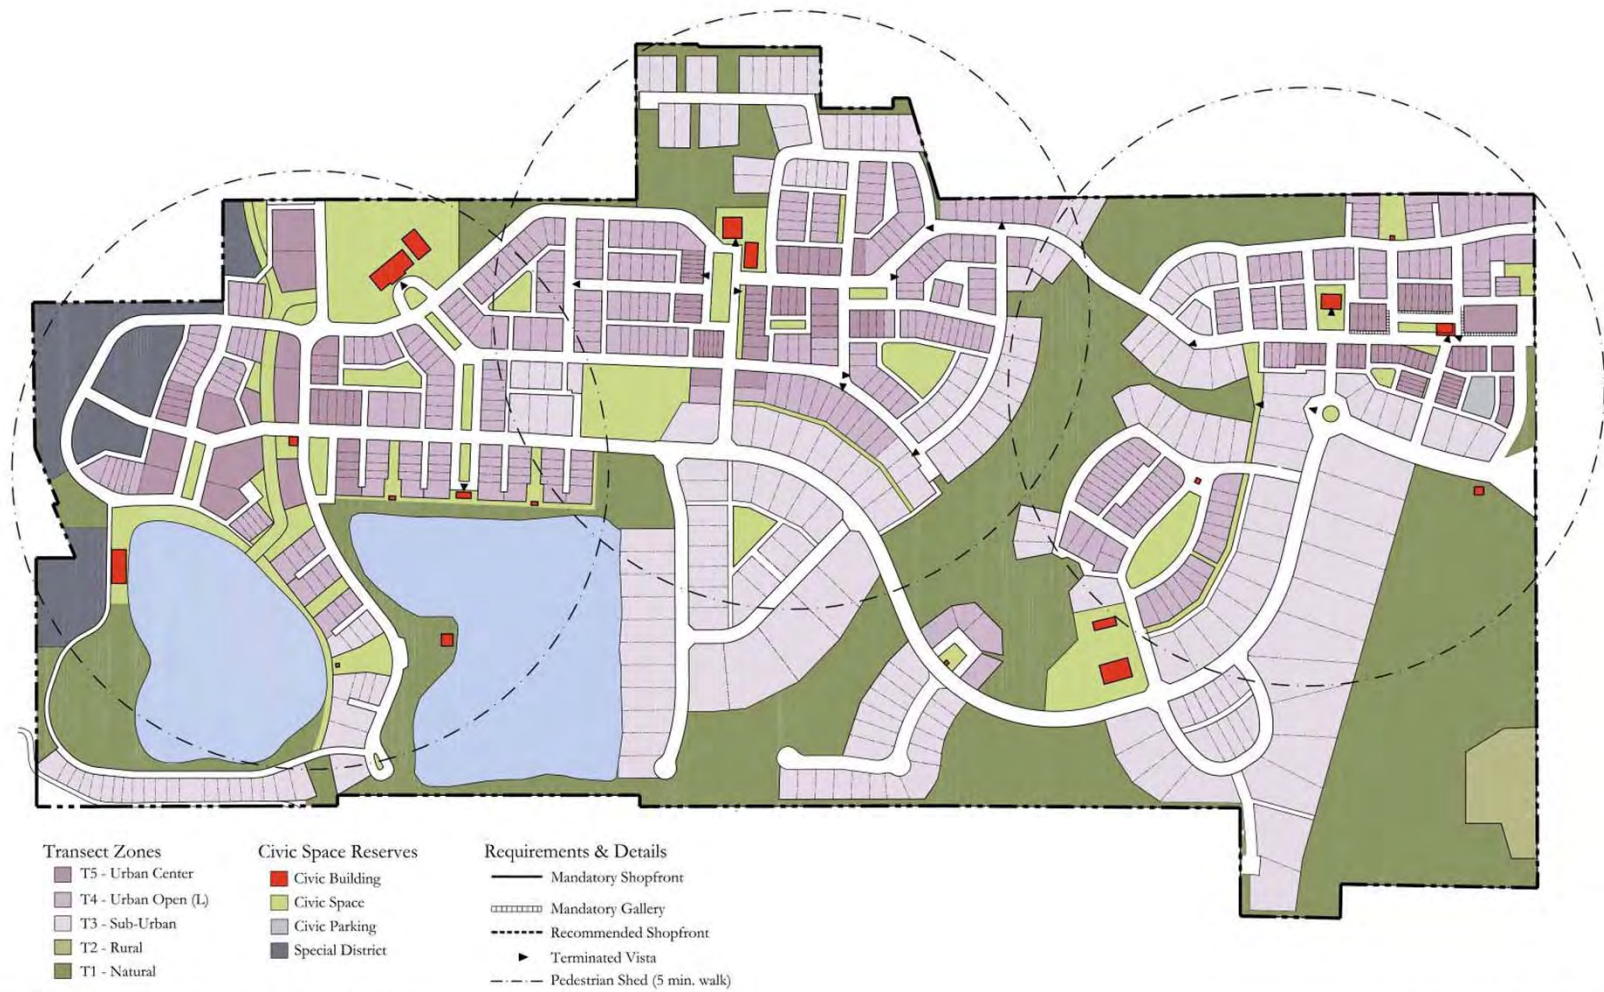 Transect Zones
T5 - Urban Center
T4 - Urban Open (L)
T3 - Sub-Urban
T2 - Rural
T1 - Natural
Civic Space Reserves
Civic Building
Civic Space
Civic Parking
Special District
Requirements & Details
Mandatory Shopfront
Mandatory Gallery
Recommended Shopfront
Terminated Vista
Pedestrian Shed (5 min. walk)